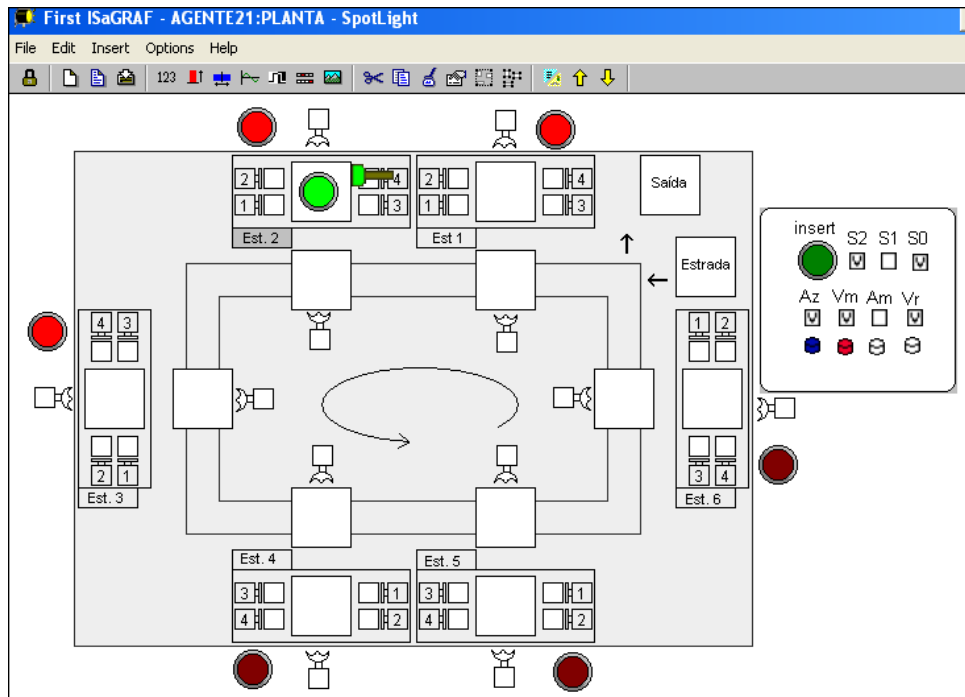 First ISaGRAF - AGENTE21:PLANTA - SpotLight
File Edit Insert Options Help
123
2 4 2 4
1 3 1 3
Est. 2 Est 1
Saída
Estrada
insert S2 S1 S0
Az Vm Am Vr
4 3
1 2
2 1
3 4
Est. 3
Est. 6
Est. 4 Est. 5
3 1 3 1
4 2 4 2